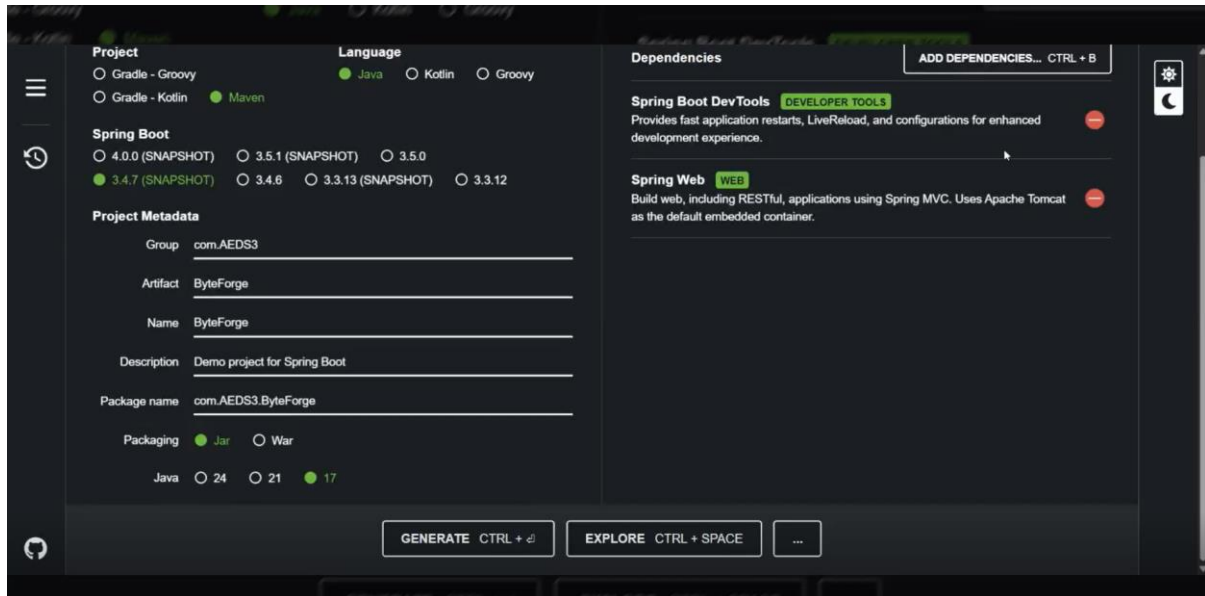 Project
Language
Gradle - Groovy
Java Kotlin Groovy
Gradle - Kotlin Maven
Spring Boot
4.0.0 (SNAPSHOT) 3.5.1 (SNAPSHOT) 3.5.0
3.4.7 (SNAPSHOT) 3.4.6 3.3.13 (SNAPSHOT) 3.3.12
Project Metadata
Group com.AEDS3
Artifact ByteForge
Name ByteForge
Description Demo project for Spring Boot
Package name com.AEDS3.ByteForge
Packaging Jar War
Java 24 21 17
Dependencies
ADD DEPENDENCIES... CTRL + B
Spring Boot DevTools DEVELOPER TOOLS
Provides fast application restarts, LiveReload, and configurations for enhanced
development experience.
Spring Web WEB
Build web, including RESTful, applications using Spring MVC. Uses Apache Tomcat
as the default embedded container.
GENERATE CTRL + ⏎
EXPLORE CTRL + SPACE
...